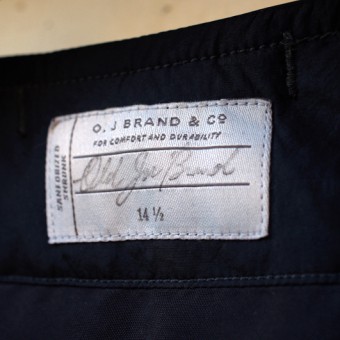 O. J BRAND & Co
FOR COMFORT AND DURABILITY
Old Joe Brand
14 ½
SANFORIZED
SHRUNK